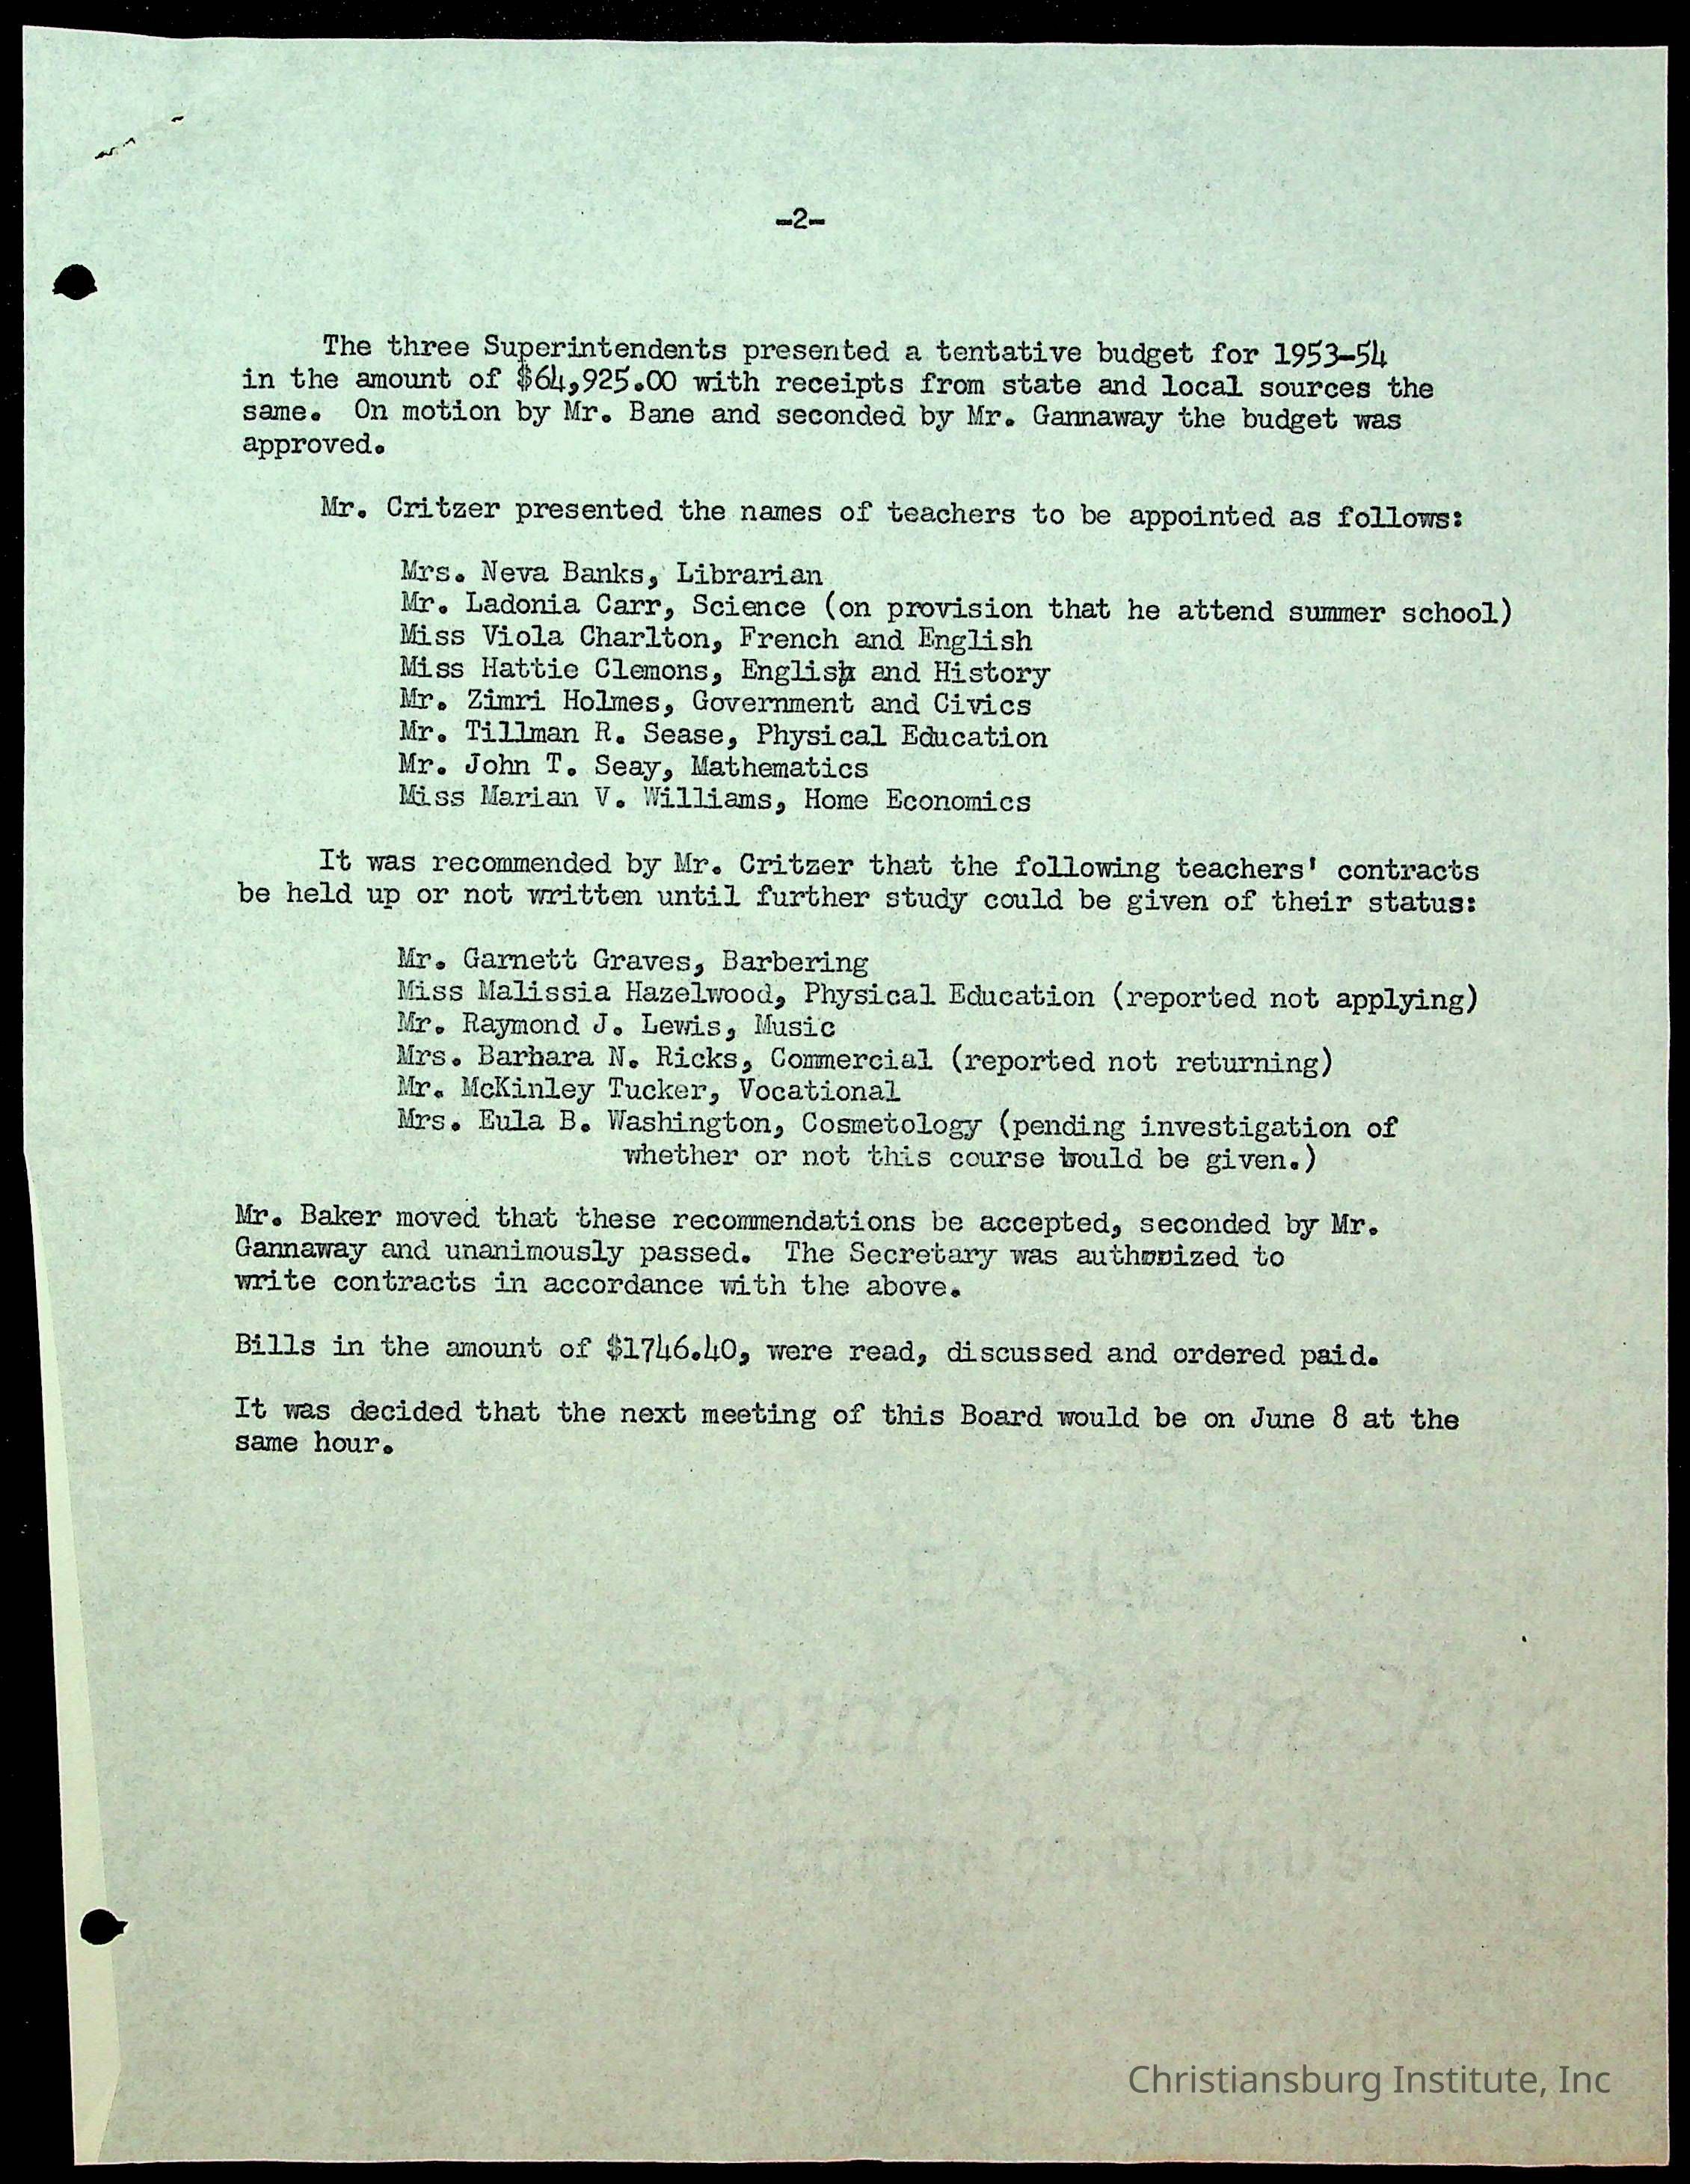 -2-
The three Superintendents presented a tentative budget for 1953-54
in the amount of $64,925.00 with receipts from state and local sources the
same. On motion by Mr. Bane and seconded by Mr. Gannaway the budget was
approved.
Mr. Critzer presented the names of teachers to be appointed as follows:
Mrs. Neva Banks, Librarian
Mr. Ladonia Carr, Science (on provision that he attend summer school)
Miss Viola Charlton, French and English
Miss Hattie Clemons, English and History
Mr. Zimri Holmes, Government and Civics
Mr. Tillman R. Sease, Physical Education
Mr. John T. Seay, Mathematics
Miss Marian V. Williams, Home Economics
It was recommended by Mr. Critzer that the following teachers' contracts
be held up or not written until further study could be given of their status:
Mr. Garnett Graves, Barbering
Miss Malissia Hazelwood, Physical Education (reported not applying)
Mr. Raymond J. Lewis, Music
Mrs. Barbara N. Ricks, Commercial (reported not returning)
Mr. McKinley Tucker, Vocational
Mrs. Eula B. Washington, Cosmetology (pending investigation of
whether or not this course would be given.)
Mr. Baker moved that these recommendations be accepted, seconded by Mr.
Gannaway and unanimously passed. The Secretary was authorized to
write contracts in accordance with the above.
Bills in the amount of $1746.40, were read, discussed and ordered paid.
It was decided that the next meeting of this Board would be on June 8 at the
same hour.
Christiansburg Institute, Inc